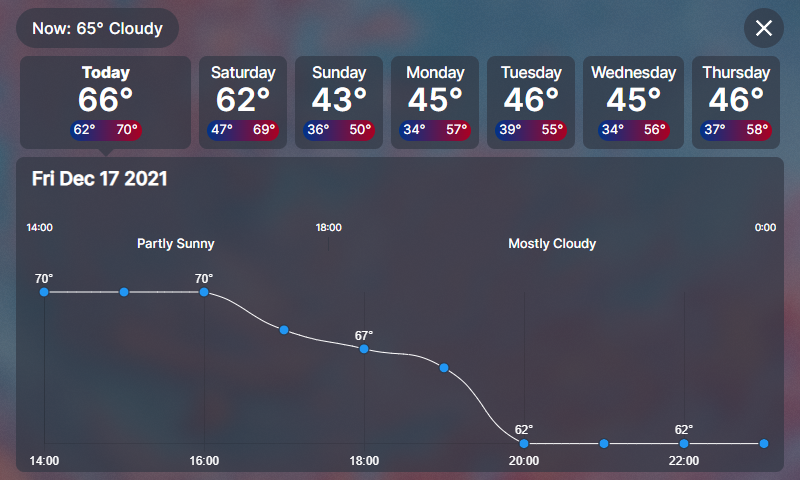 Now: 65° Cloudy
Today
66°
62° 70°
Saturday
62°
47° 69°
Sunday
43°
36° 50°
Monday
45°
34° 57°
Tuesday
46°
39° 55°
Wednesday
45°
34° 56°
Thursday
46°
37° 58°
Fri Dec 17 2021
14:00 18:00 0:00
Partly Sunny Mostly Cloudy
70° 70°
67°
62° 62°
14:00 16:00 18:00 20:00 22:00